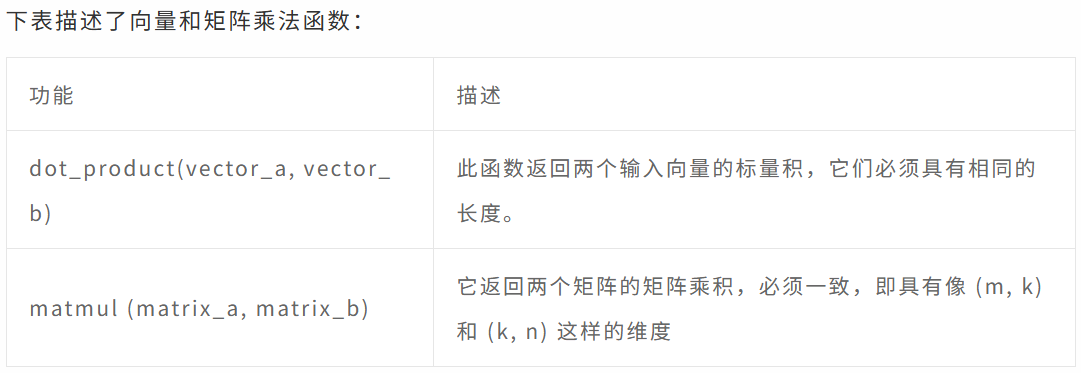 下表描述了向量和矩阵乘法函数：
功能
描述
dot_product(vector_a, vector_
b)
此函数返回两个输入向量的标量积，它们必须具有相同的
长度。
matmul (matrix_a, matrix_b)
它返回两个矩阵的矩阵乘积，必须一致，即具有像 (m, k)
和 (k, n) 这样的维度